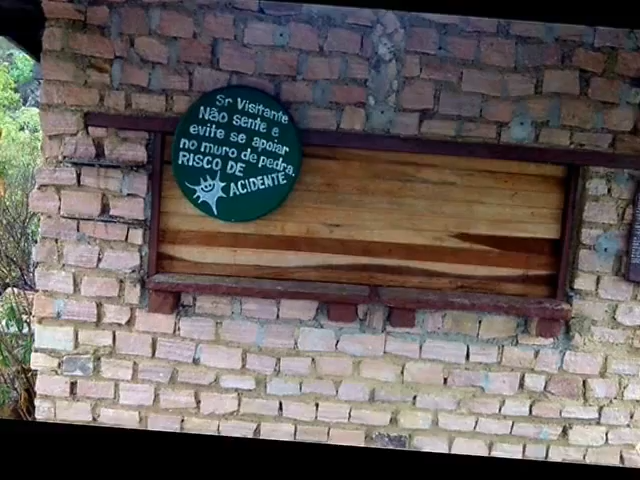 Sr Visitante
Não sente e
evite se apoiar
no muro de pedra.
RISCO DE
ACIDENTE